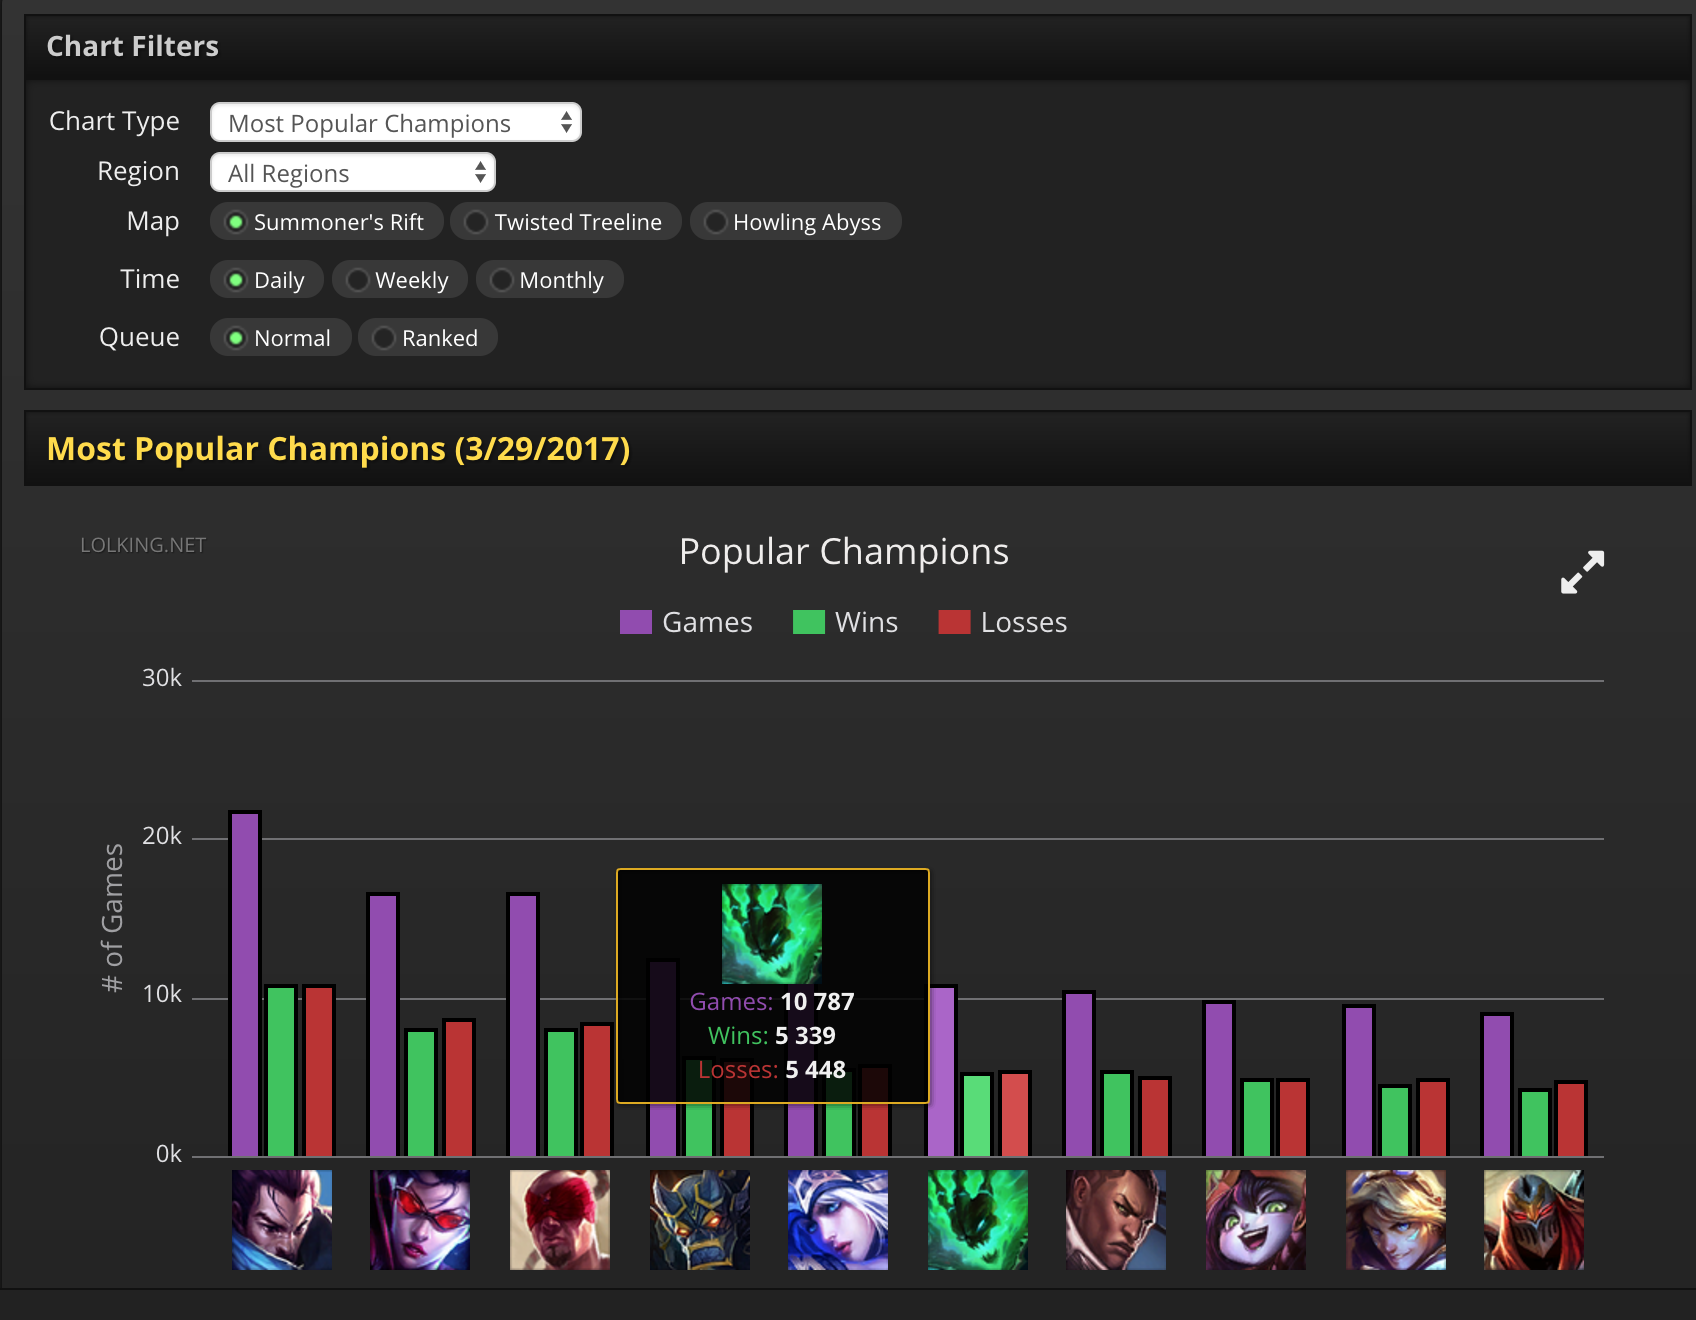 Chart Filters
Chart Type Most Popular Champions
Region All Regions
Map Summoner's Rift Twisted Treeline Howling Abyss
Time Daily Weekly Monthly
Queue Normal Ranked
Most Popular Champions (3/29/2017)
LOLKING.NET
Popular Champions
Games Wins Losses
30k
20k
10k
0k
# of Games
Games: 10 787
Wins: 5 339
Losses: 5 448